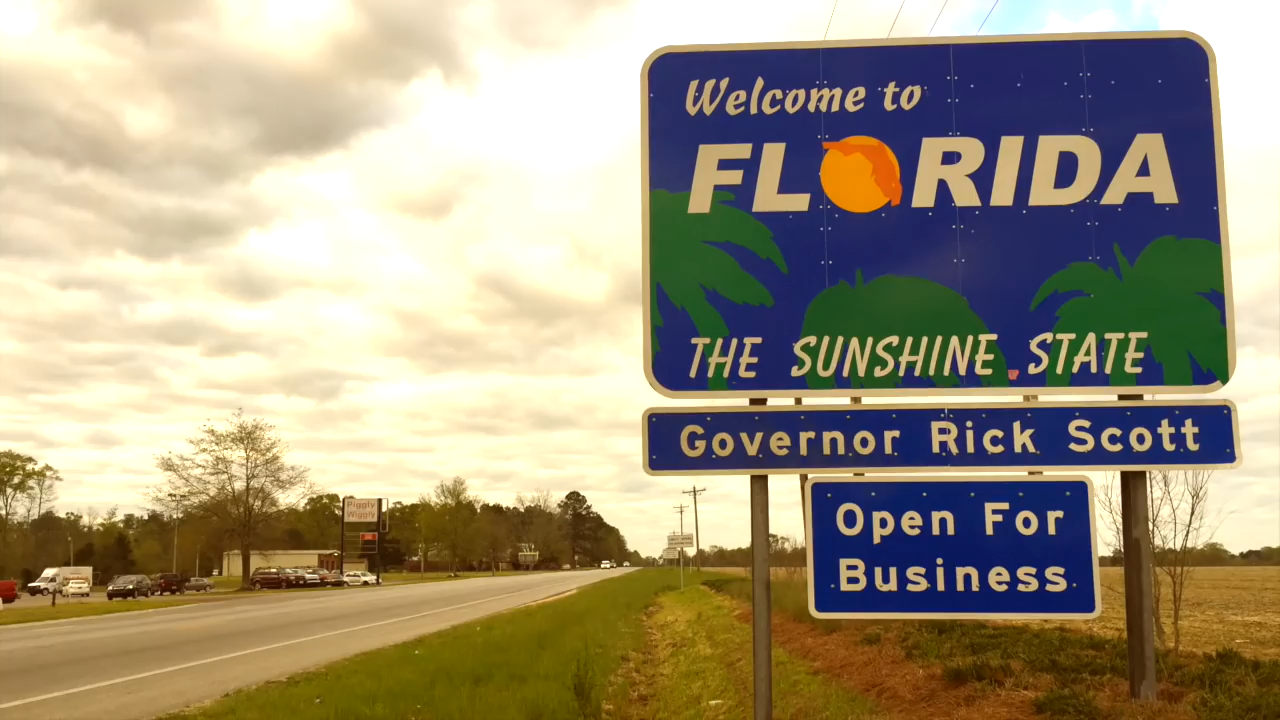 Welcome to
FLORIDA
THE SUNSHINE STATE
Governor Rick Scott
Open For
Business
Piggly
Wiggly